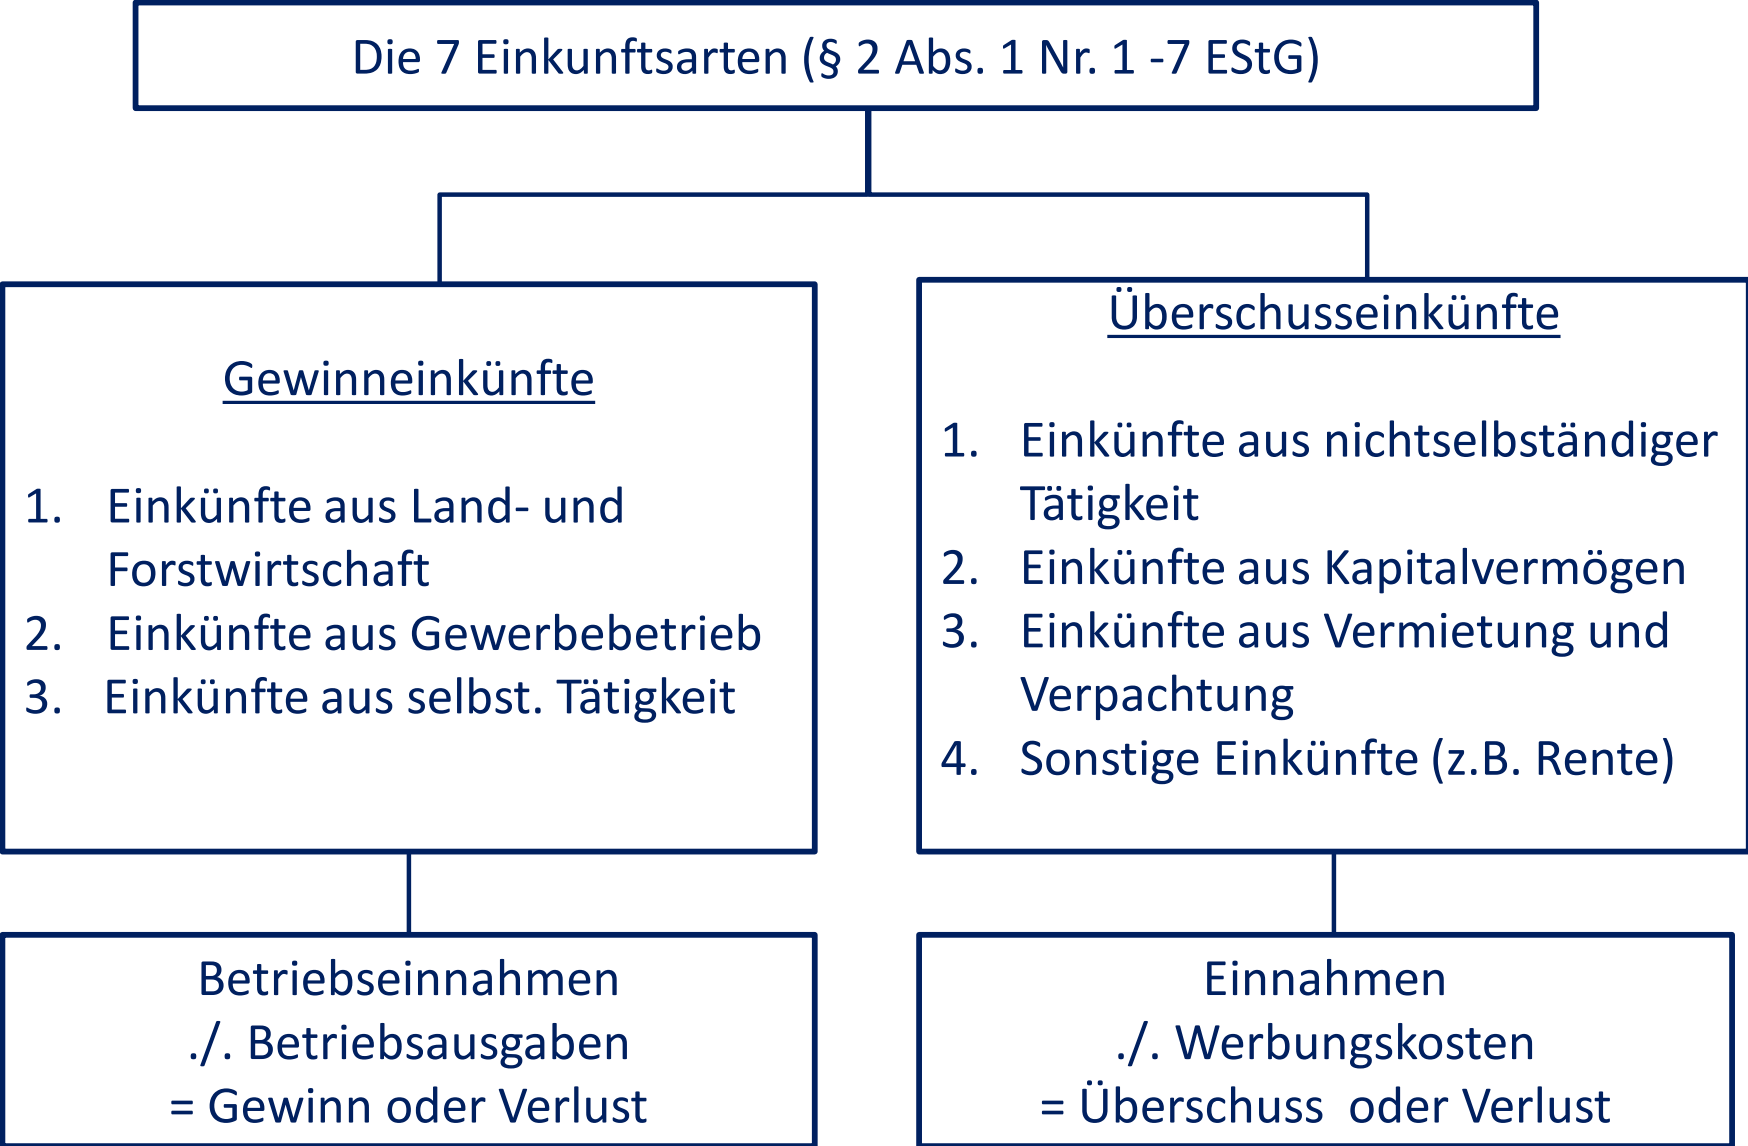 Die 7 Einkunftsarten (§ 2 Abs. 1 Nr. 1 -7 EStG)
Gewinneinkünfte
1. Einkünfte aus Land- und
Forstwirtschaft
2. Einkünfte aus Gewerbebetrieb
3. Einkünfte aus selbst. Tätigkeit
Überschusseinkünfte
1. Einkünfte aus nichtselbständiger
Tätigkeit
2. Einkünfte aus Kapitalvermögen
3. Einkünfte aus Vermietung und
Verpachtung
4. Sonstige Einkünfte (z.B. Rente)
Betriebseinnahmen
./. Betriebsausgaben
= Gewinn oder Verlust
Einnahmen
./. Werbungskosten
= Überschuss oder Verlust